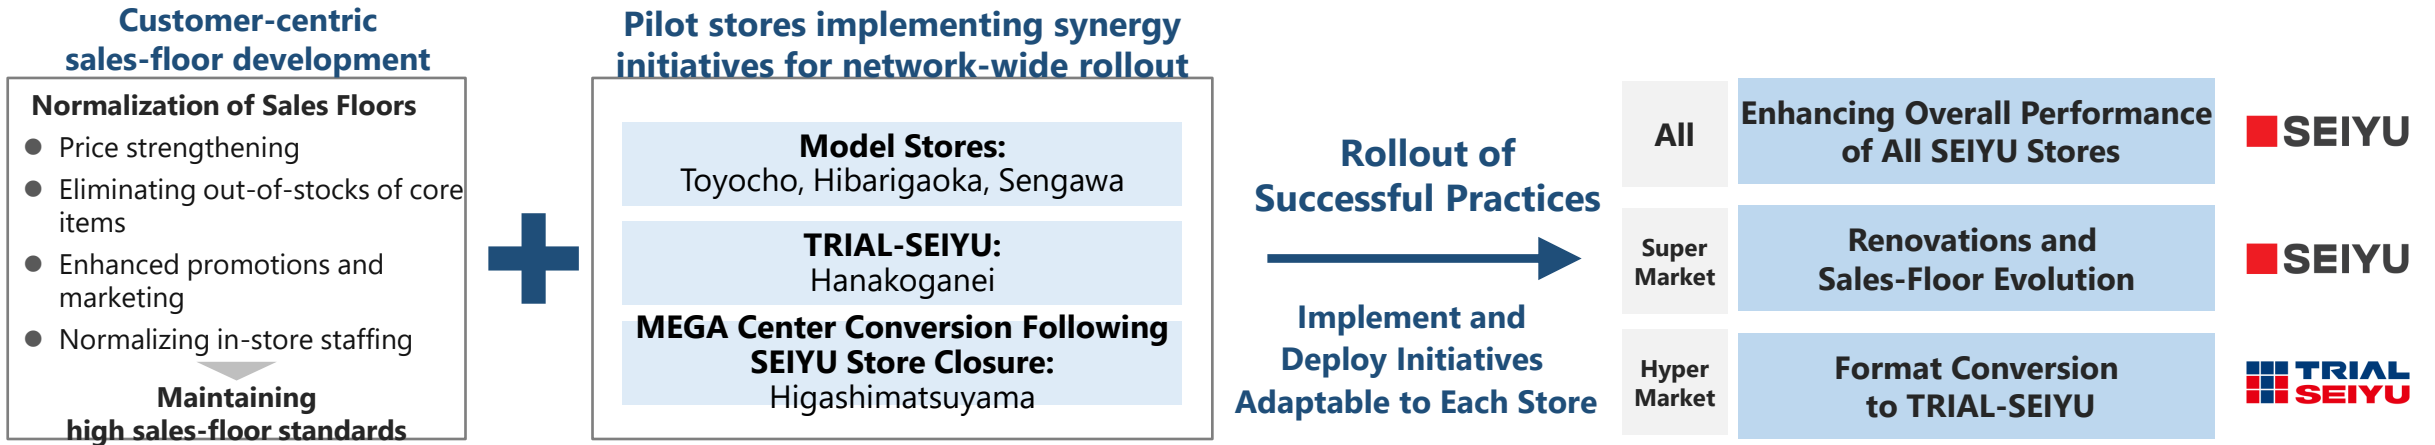 Customer-centric
sales-floor development
Normalization of Sales Floors
● Price strengthening
● Eliminating out-of-stocks of core
items
● Enhanced promotions and
marketing
● Normalizing in-store staffing
Maintaining
high sales-floor standards
Pilot stores implementing synergy
initiatives for network-wide rollout
Model Stores:
Toyocho, Hibarigaoka, Sengawa
TRIAL-SEIYU:
Hanakoganei
MEGA Center Conversion Following
SEIYU Store Closure:
Higashimatsuyama
Rollout of
Successful Practices
Implement and
Deploy Initiatives
Adaptable to Each Store
All
Enhancing Overall Performance
of All SEIYU Stores
SEIYU
Super
Market
Renovations and
Sales-Floor Evolution
SEIYU
Hyper
Market
Format Conversion
to TRIAL-SEIYU
TRIAL
SEIYU